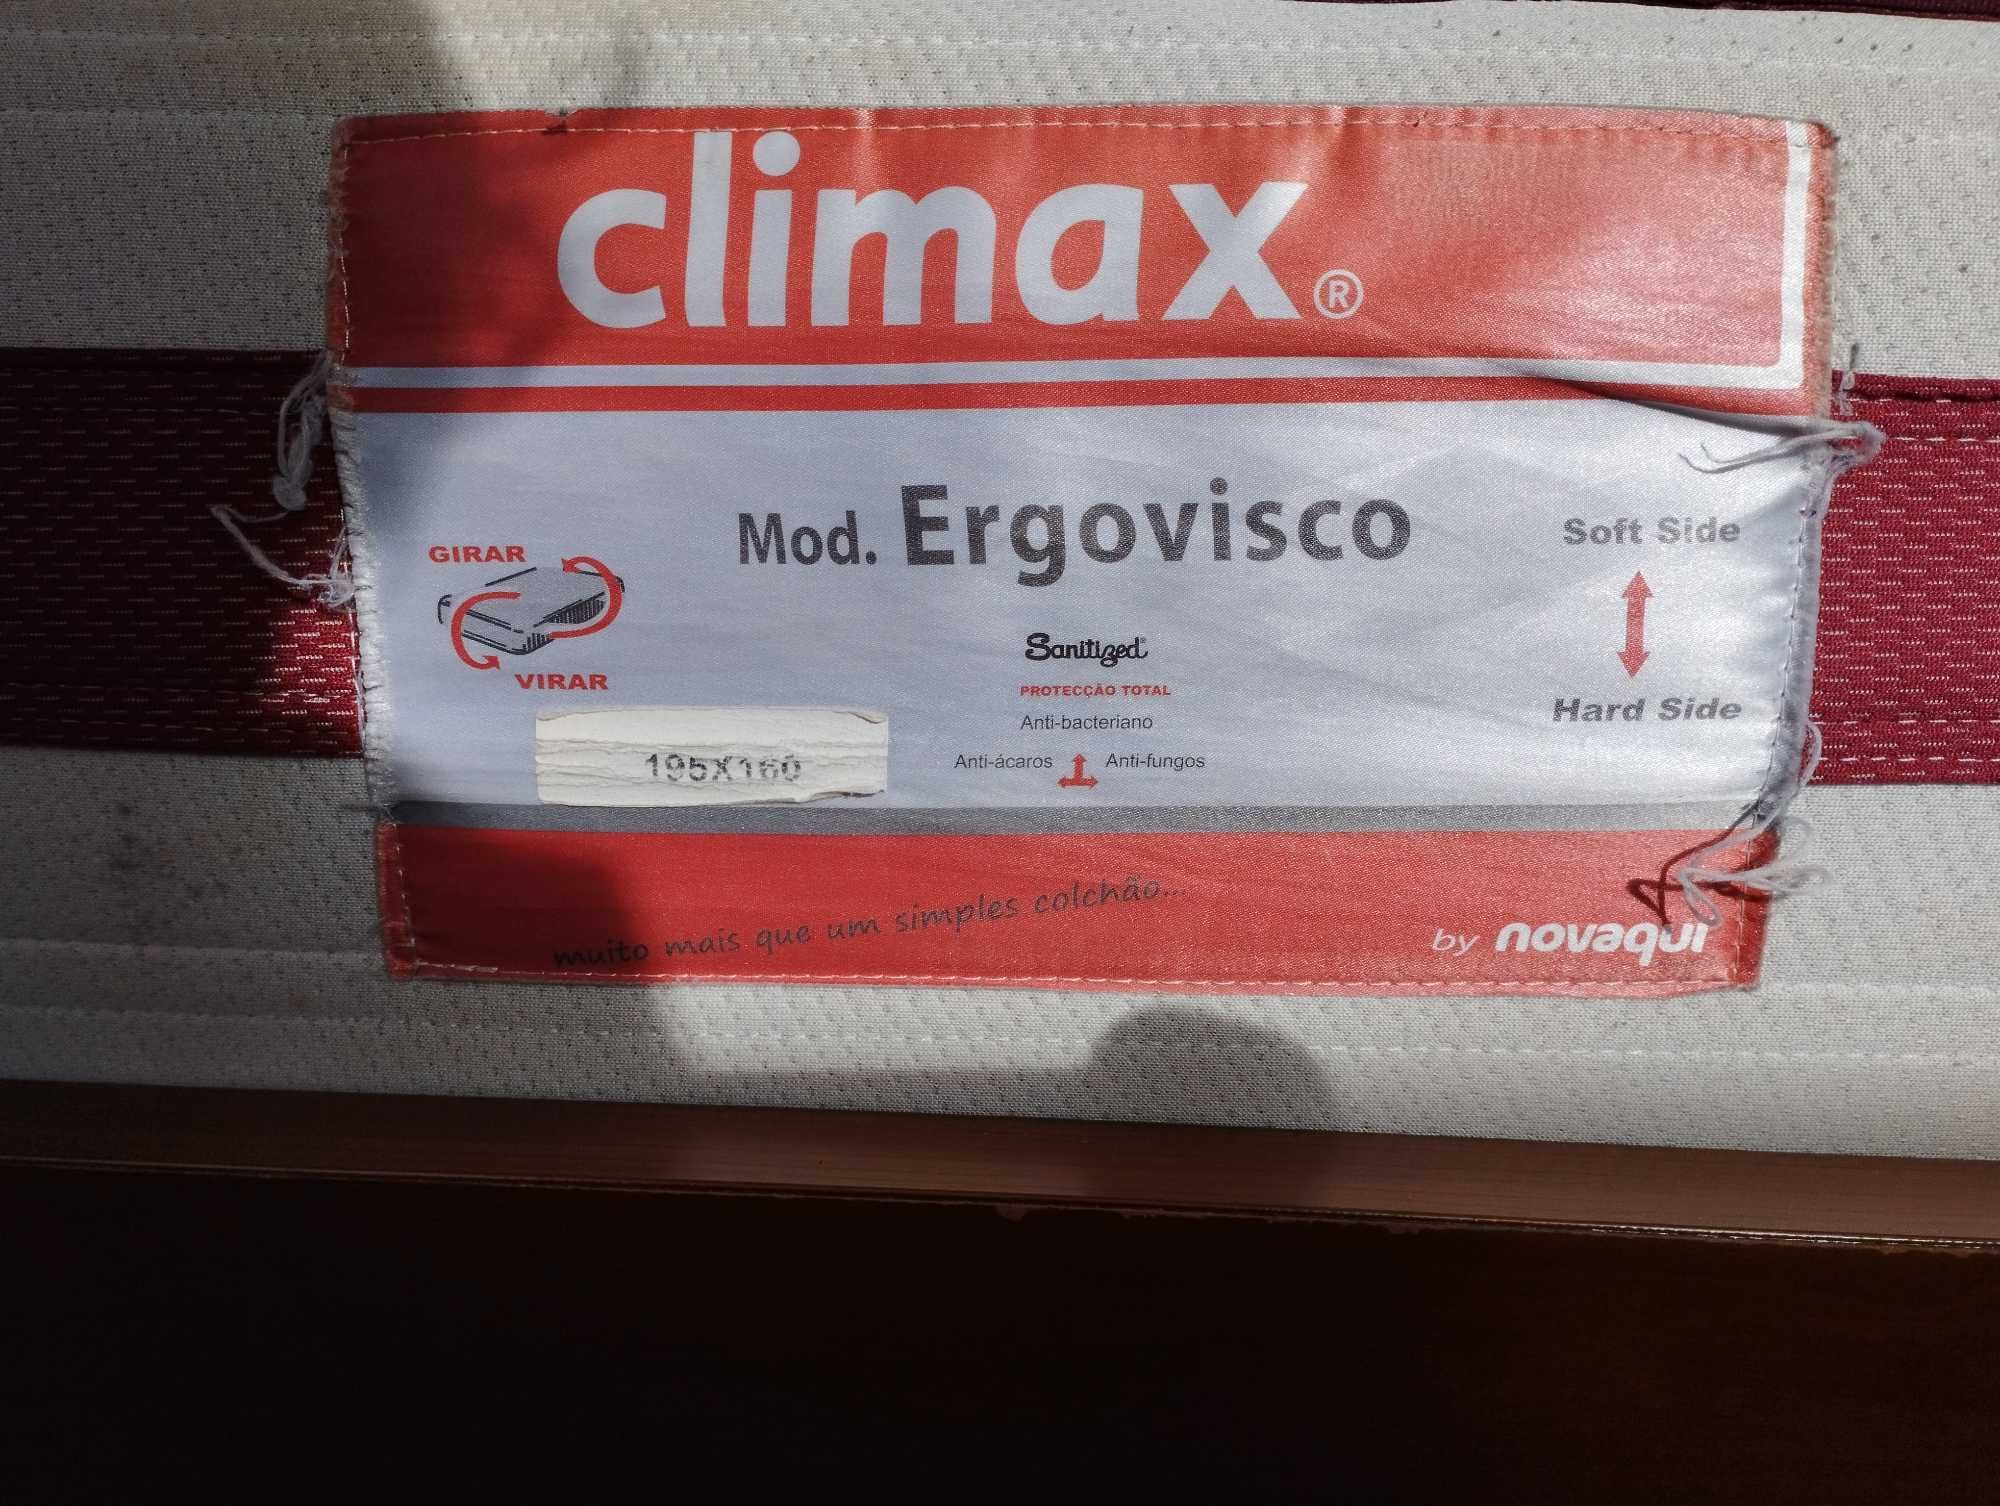 climax®
Mod. Ergovisco
Soft Side
Hard Side
GIRAR
VIRAR
Sanitized®
PROTECÇÃO TOTAL
Anti-bacteriano
Anti-ácaros Anti-fungos
195X160
muito mais que um simples colchão...
by novaqui